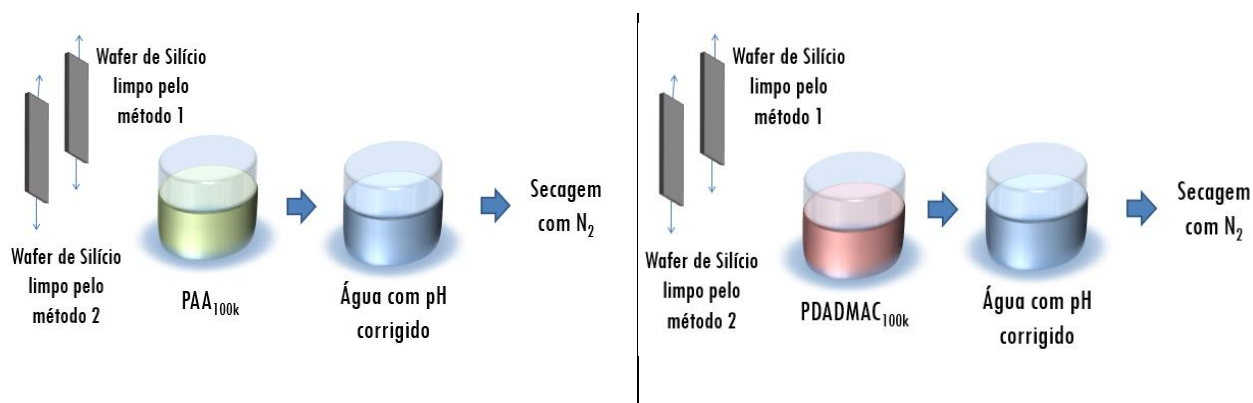 Wafer de Silício
limpo pelo
método 1
Wafer de Silício
limpo pelo
método 2
PAA100k
Água com pH
corrigido
Secagem
com N2
Wafer de Silício
limpo pelo
método 1
Wafer de Silício
limpo pelo
método 2
PDADMAC100k
Água com pH
corrigido
Secagem
com N2